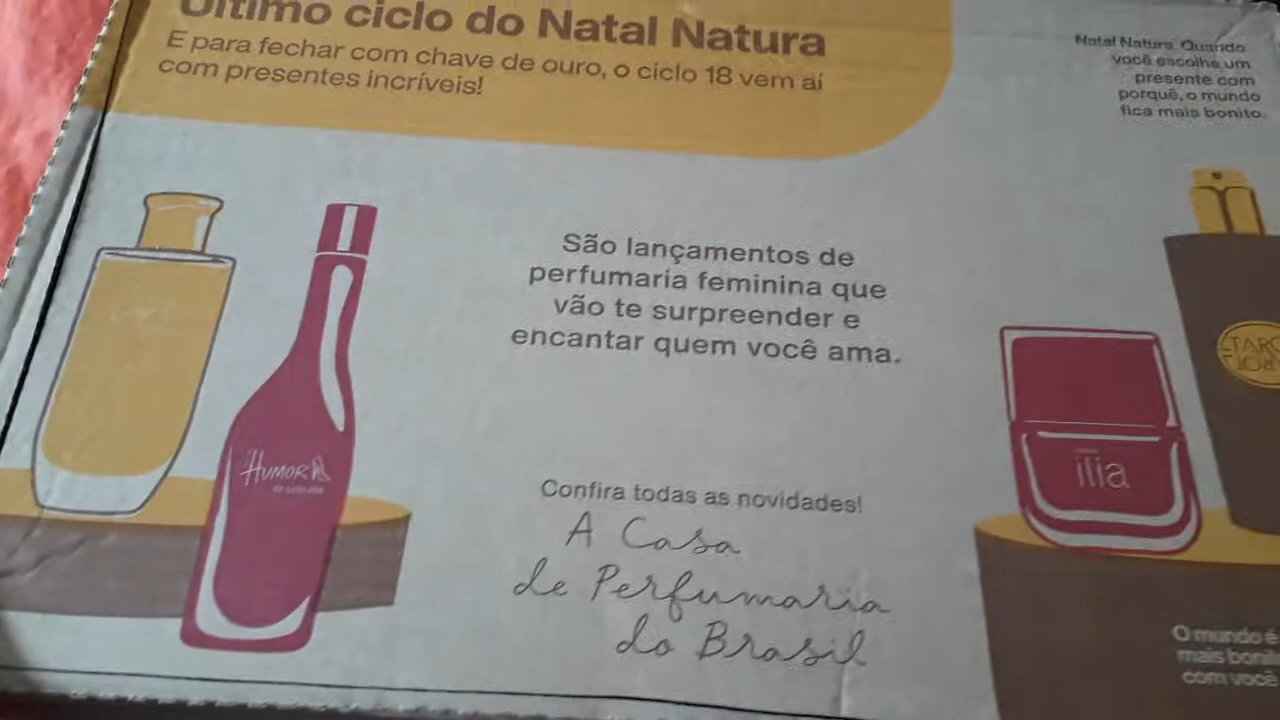 Último ciclo do Natal Natura
E para fechar com chave de ouro, o ciclo 18 vem aí
com presentes incríveis!
Natal Natura. Quando
você escolhe um
presente com
porquê, o mundo
fica mais bonito.
São lançamentos de
perfumaria feminina que
vão te surpreender e
encantar quem você ama.
HUMOR
ilía
Confira todas as novidades!
A Casa
de Perfumaria
do Brasil
O mundo é
mais bonit
com você